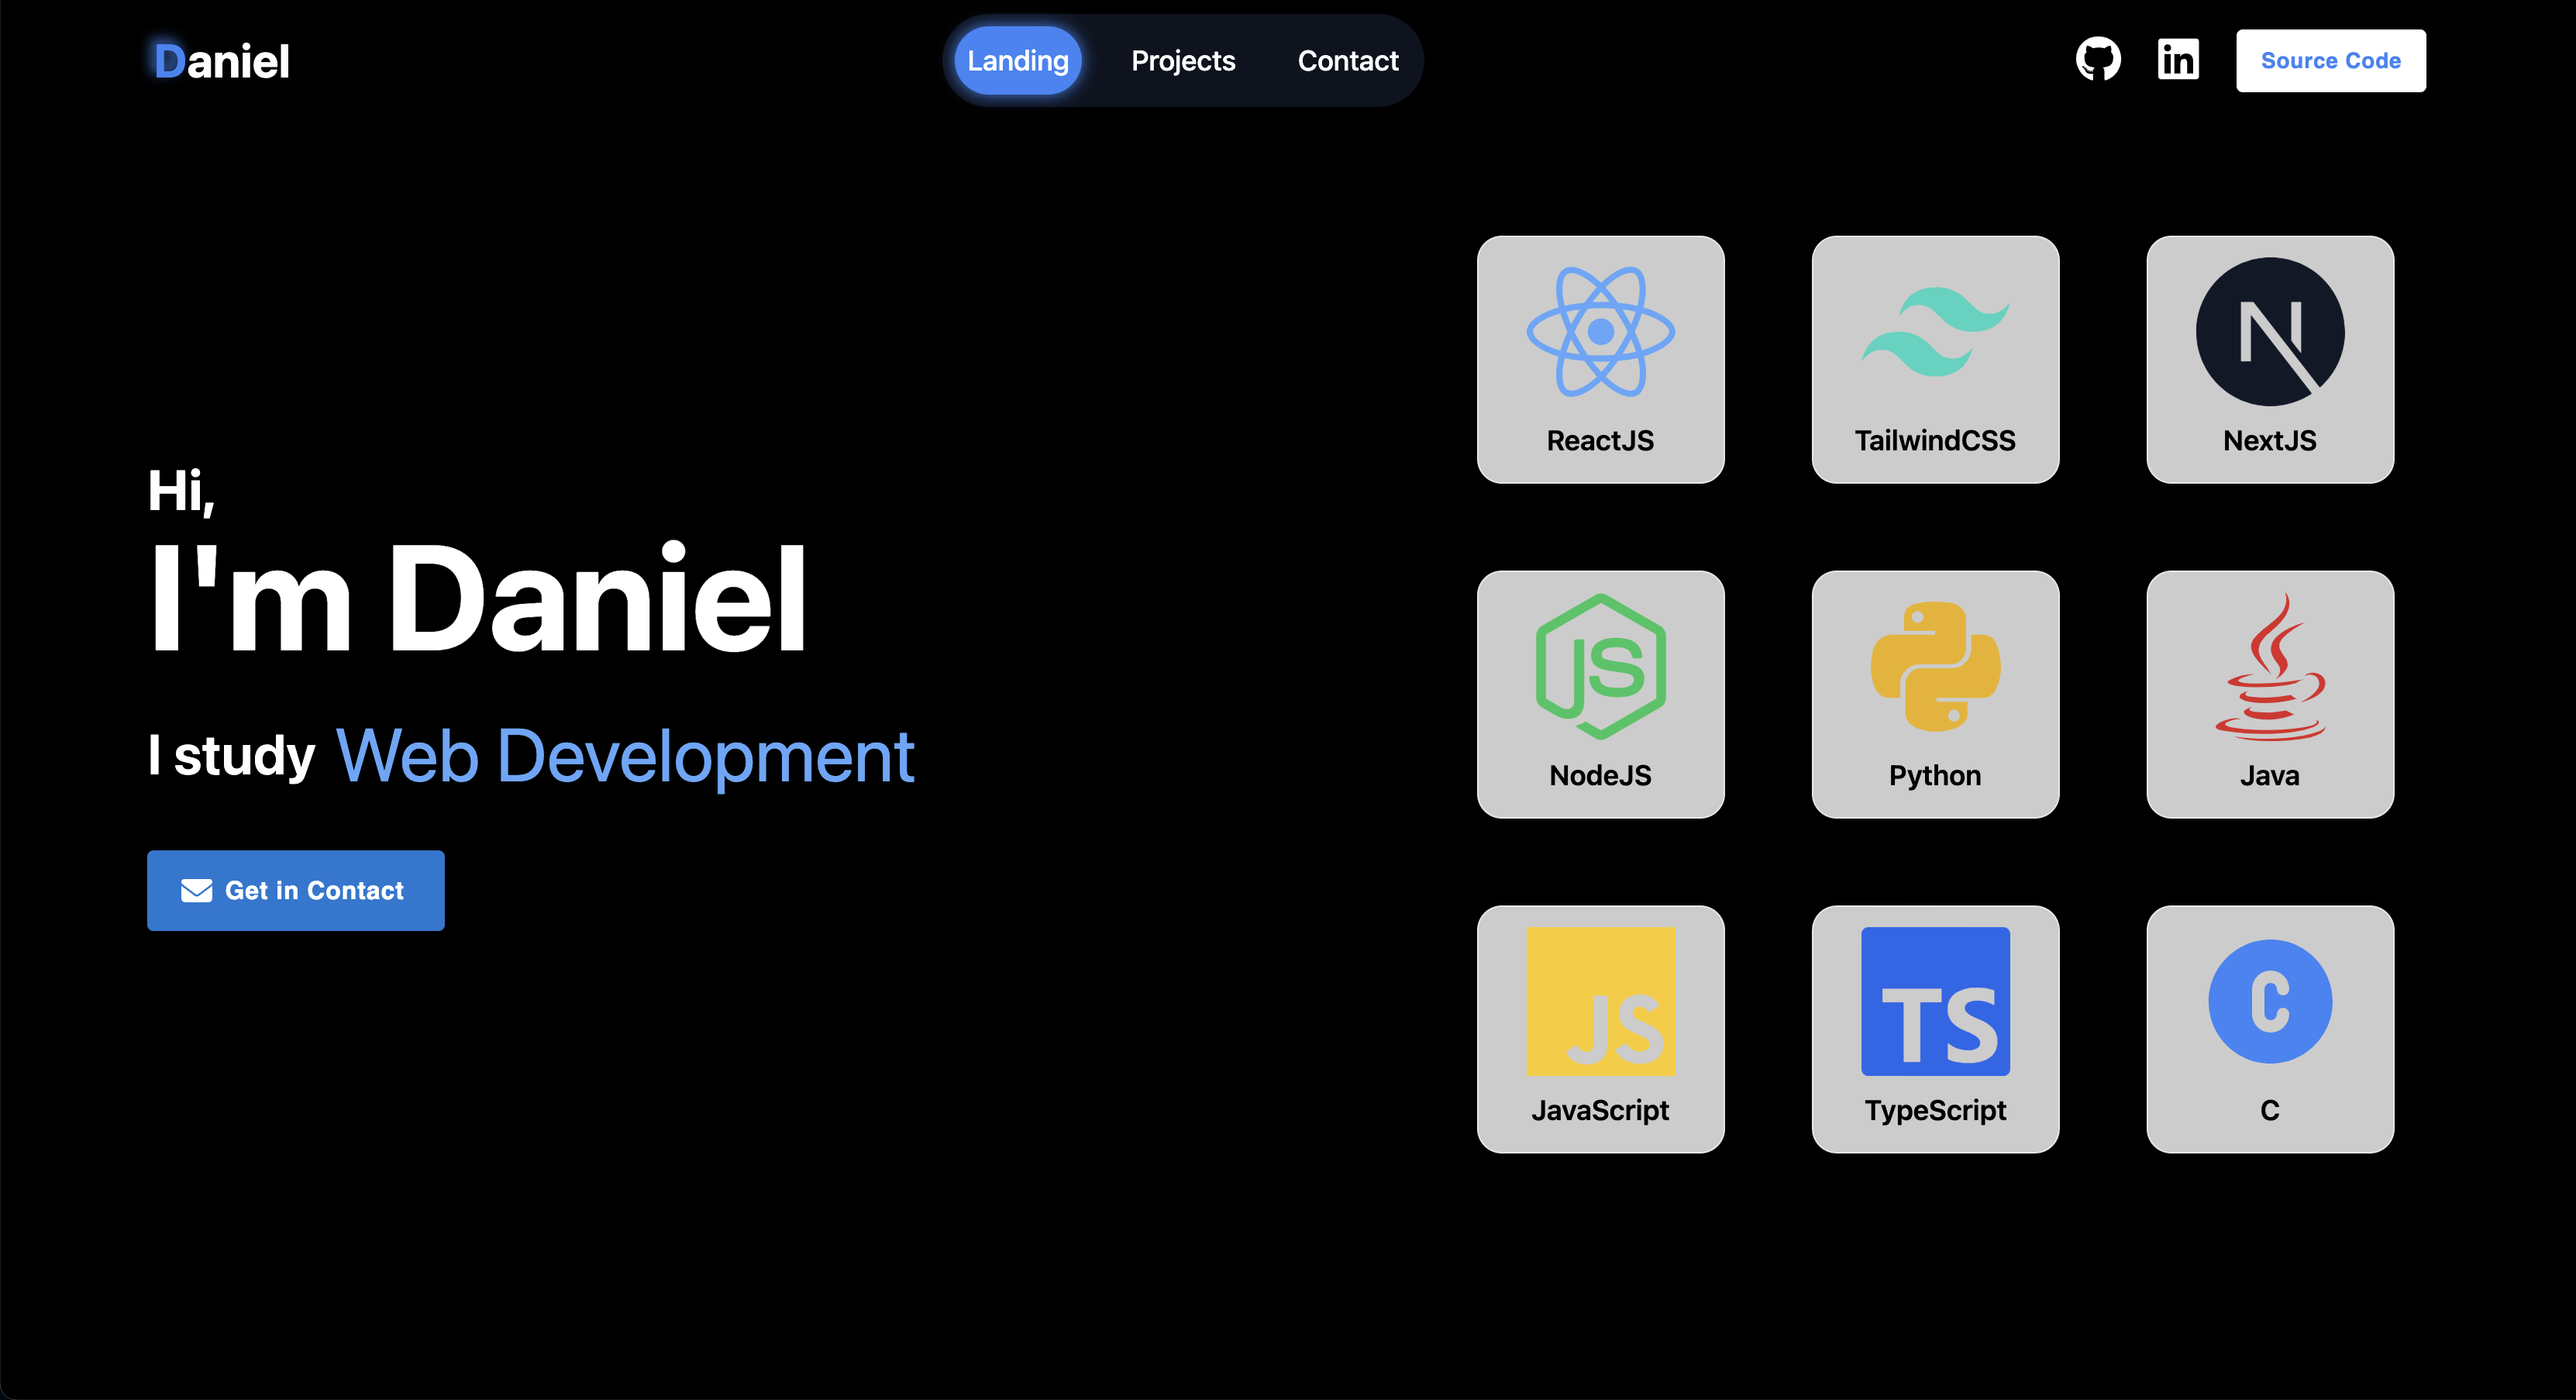 Daniel
Landing Projects Contact
in
Source Code
Hi,
I'm Daniel
I study Web Development
Get in Contact
N
ReactJS TailwindCSS NextJS
JS
NodeJS Python Java
JS TS C
JavaScript TypeScript C